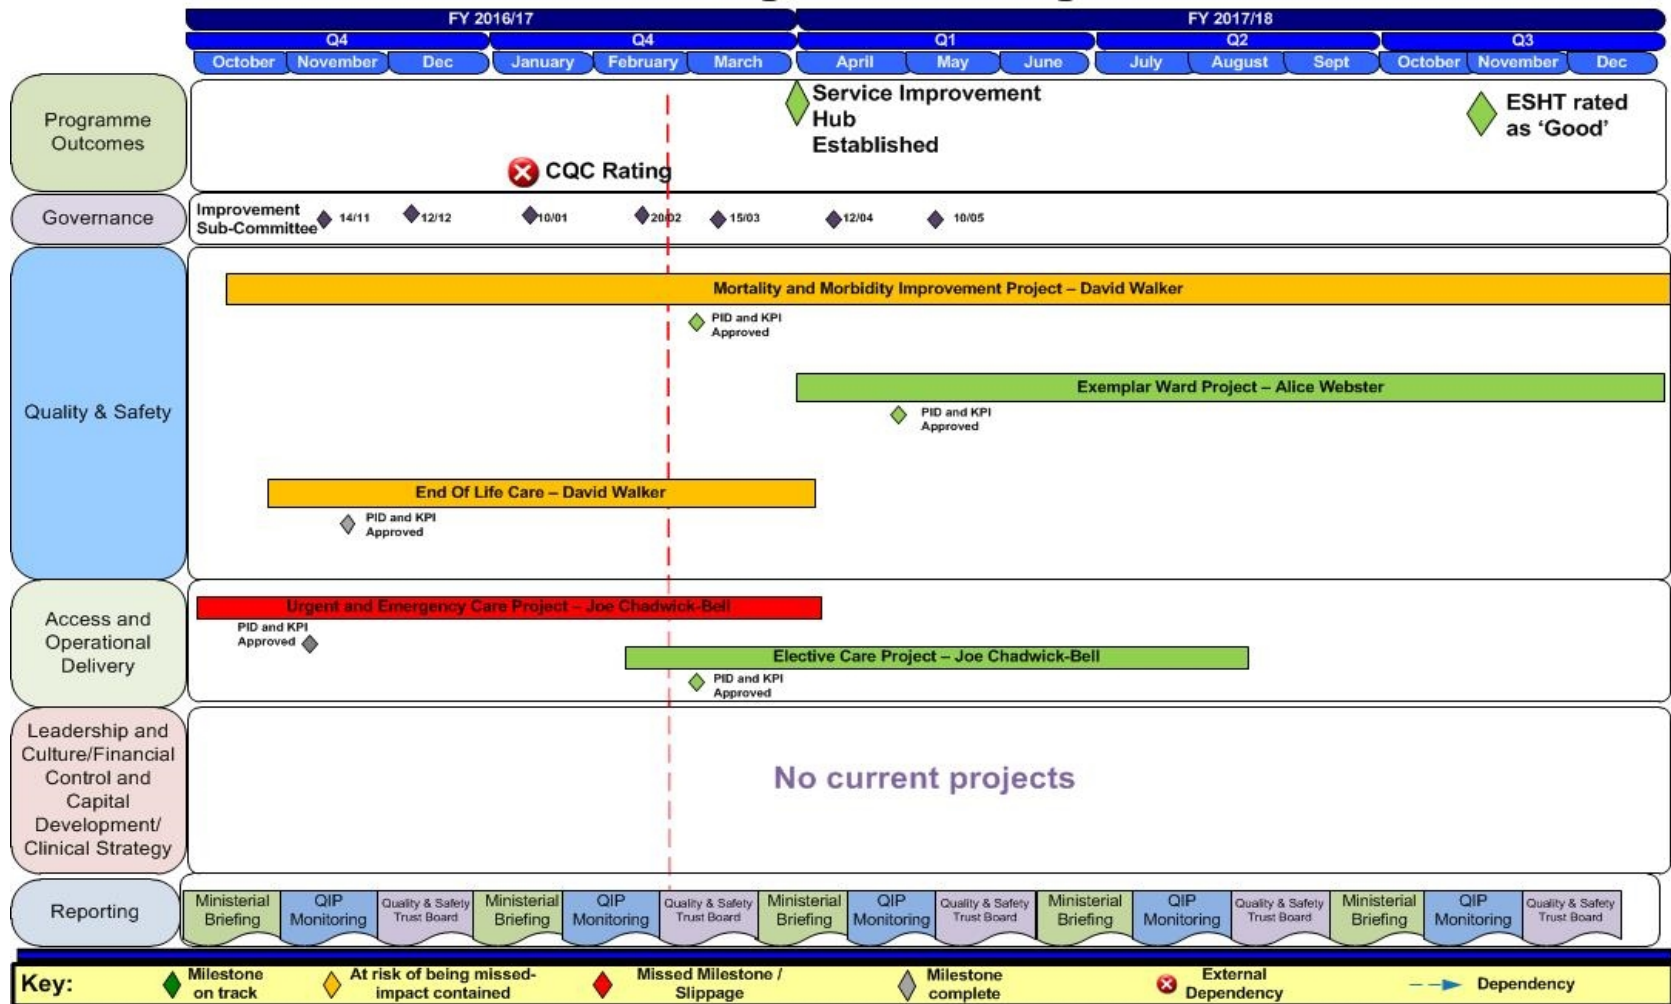 FY 2016/17 FY 2017/18
Q4 Q4 Q1 Q2 Q3
October November Dec January February March April May June July August Sept October November Dec
Programme
Outcomes
Service Improvement
Hub
Established
ESHT rated
as ‘Good’
CQC Rating
Governance
Improvement
Sub-Committee
14/11 12/12 10/01 20/02 15/03 12/04 10/05
Quality & Safety
Mortality and Morbidity Improvement Project – David Walker
PID and KPI
Approved
Exemplar Ward Project – Alice Webster
PID and KPI
Approved
End Of Life Care – David Walker
PID and KPI
Approved
Access and
Operational
Delivery
Urgent and Emergency Care Project – Joe Chadwick-Bell
PID and KPI
Approved
Elective Care Project – Joe Chadwick-Bell
PID and KPI
Approved
Leadership and
Culture/Financial
Control and
Capital
Development/
Clinical Strategy
No current projects
Reporting
Ministerial
Briefing
QIP
Monitoring
Quality & Safety
Trust Board
Ministerial
Briefing
QIP
Monitoring
Quality & Safety
Trust Board
Ministerial
Briefing
QIP
Monitoring
Quality & Safety
Trust Board
Ministerial
Briefing
QIP
Monitoring
Quality & Safety
Trust Board
Ministerial
Briefing
QIP
Monitoring
Quality & Safety
Trust Board
Key:
Milestone
on track
At risk of being missed-
impact contained
Missed Milestone /
Slippage
Milestone
complete
External
Dependency
Dependency